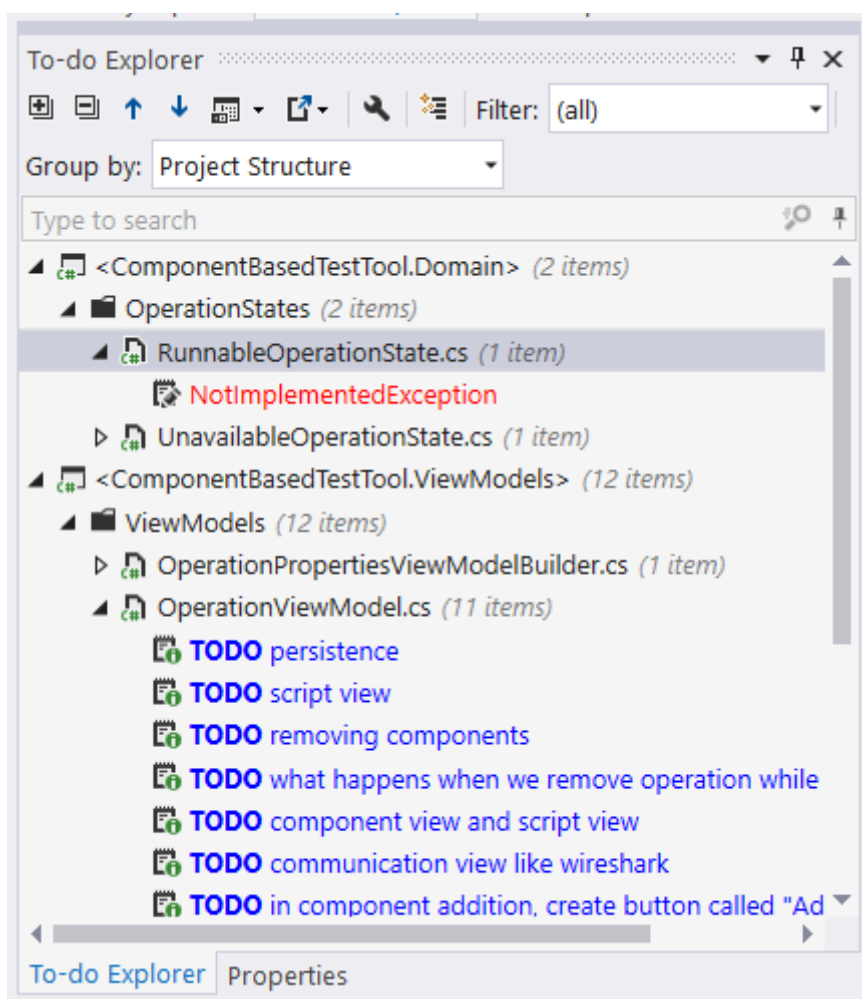 To-do Explorer
Filter: (all)
Group by: Project Structure
Type to search
<ComponentBasedTestTool.Domain> (2 items)
OperationStates (2 items)
RunnableOperationState.cs (1 item)
NotImplementedException
UnavailableOperationState.cs (1 item)
<ComponentBasedTestTool.ViewModels> (12 items)
ViewModels (12 items)
OperationPropertiesViewModelBuilder.cs (1 item)
OperationViewModel.cs (11 items)
TODO persistence
TODO script view
TODO removing components
TODO what happens when we remove operation while
TODO component view and script view
TODO communication view like wireshark
TODO in component addition, create button called "Ad
To-do Explorer Properties